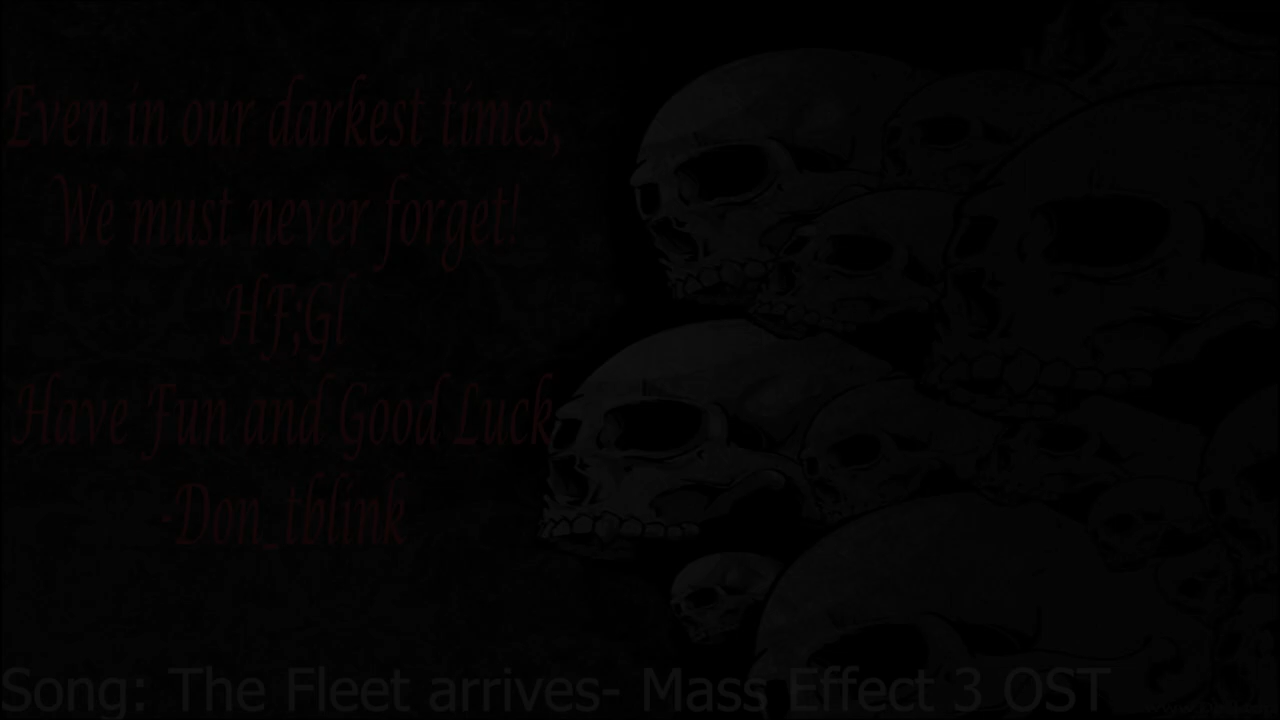 Even in our darkest times,
We must never forget!
HF,Gl
Have Fun and Good Luck
-Don_tblink
Song: The Fleet arrives- Mass Effect 3 OST